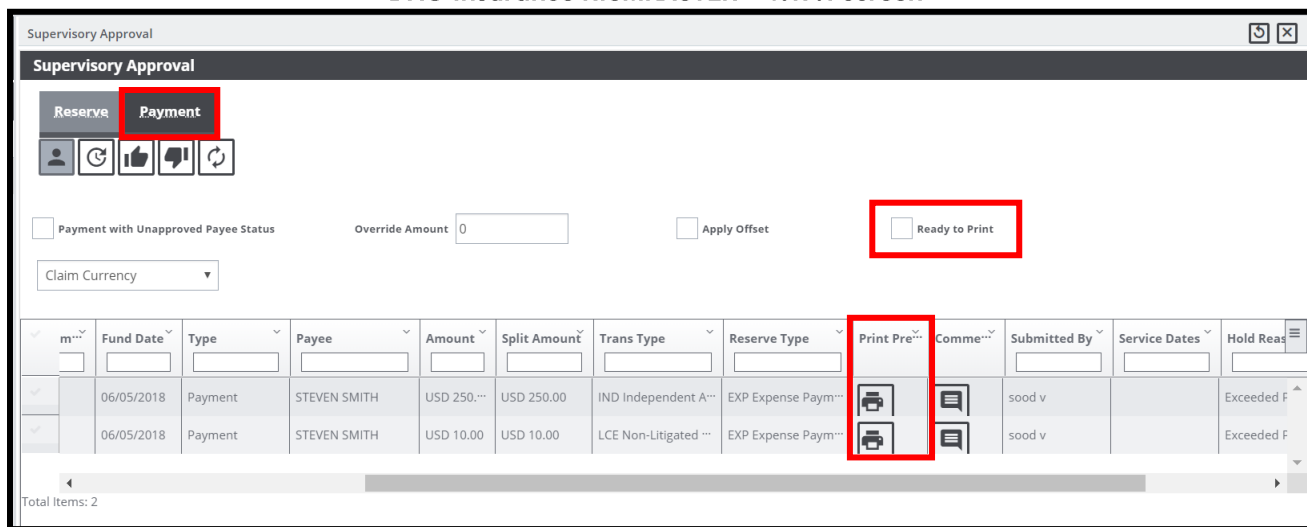 Supervisory Approval
Supervisory Approval
Reserve Payment
Payment with Unapproved Payee Status Override Amount 0 Apply Offset Ready to Print
Claim Currency
m... Fund Date Type Payee Amount Split Amount Trans Type Reserve Type Print Pre... Comme... Submitted By Service Dates Hold Reas
06/05/2018 Payment STEVEN SMITH USD 250.... USD 250.00 IND Independent A... EXP Expense Paym... sood v Exceeded P
06/05/2018 Payment STEVEN SMITH USD 10.00 USD 10.00 LCE Non-Litigated ... EXP Expense Paym... sood v Exceeded P
Total Items: 2